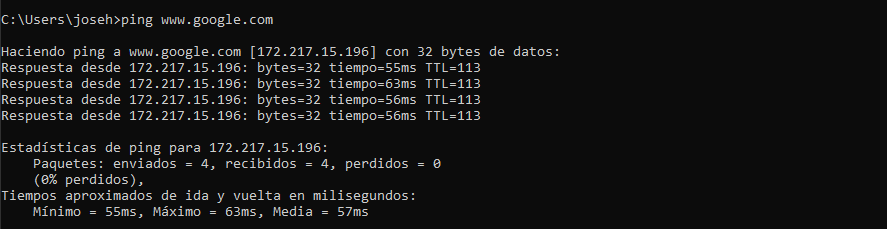 C:\Users\joseh>ping www.google.com
Haciendo ping a www.google.com [172.217.15.196] con 32 bytes de datos:
Respuesta desde 172.217.15.196: bytes=32 tiempo=55ms TTL=113
Respuesta desde 172.217.15.196: bytes=32 tiempo=63ms TTL=113
Respuesta desde 172.217.15.196: bytes=32 tiempo=56ms TTL=113
Respuesta desde 172.217.15.196: bytes=32 tiempo=56ms TTL=113
Estadísticas de ping para 172.217.15.196:
    Paquetes: enviados = 4, recibidos = 4, perdidos = 0
    (0% perdidos),
Tiempos aproximados de ida y vuelta en milisegundos:
    Mínimo = 55ms, Máximo = 63ms, Media = 57ms